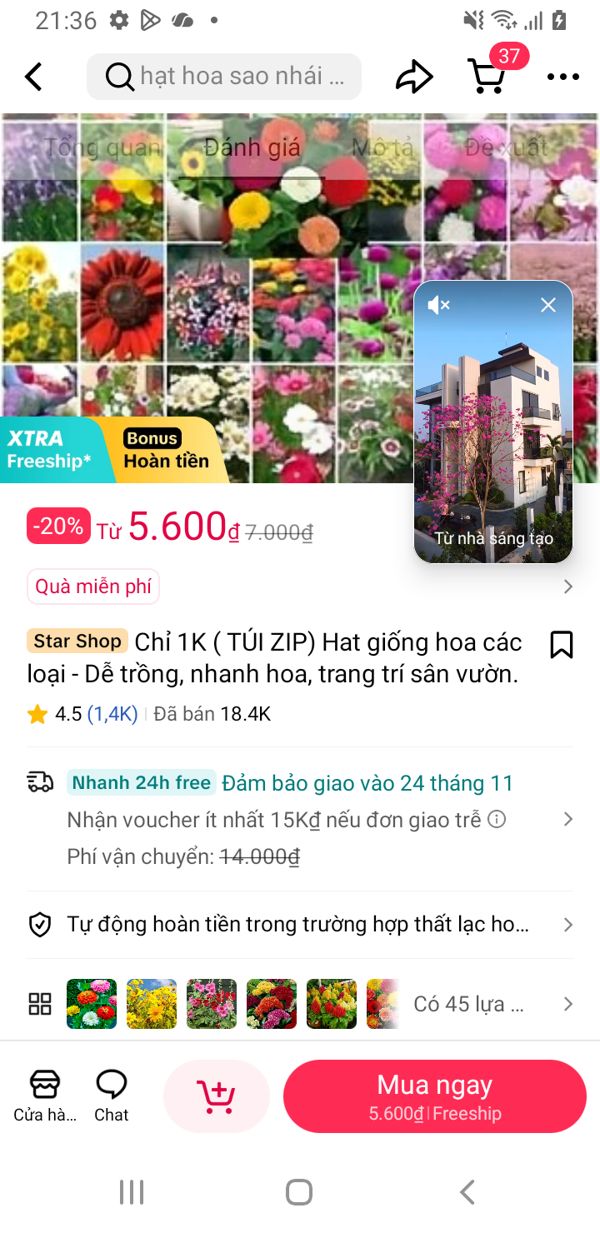 21:36
hạt hoa sao nhái ...
37
Tổng quan Đánh giá Mô tả Đề xuất
XTRA
Freeship*
Bonus
Hoàn tiền
Từ nhà sáng tạo
-20% Từ 5.600₫ 7.000₫
Quà miễn phí
Star Shop Chỉ 1K ( TÚI ZIP) Hat giống hoa các
loại - Dễ trồng, nhanh hoa, trang trí sân vườn.
4.5 (1,4K) Đã bán 18.4K
Nhanh 24h free Đảm bảo giao vào 24 tháng 11
Nhận voucher ít nhất 15K₫ nếu đơn giao trễ
Phí vận chuyển: 14.000₫
Tự động hoàn tiền trong trường hợp thất lạc ho...
Có 45 lựa ...
Cửa hà...
Chat
Mua ngay
5.600₫ Freeship